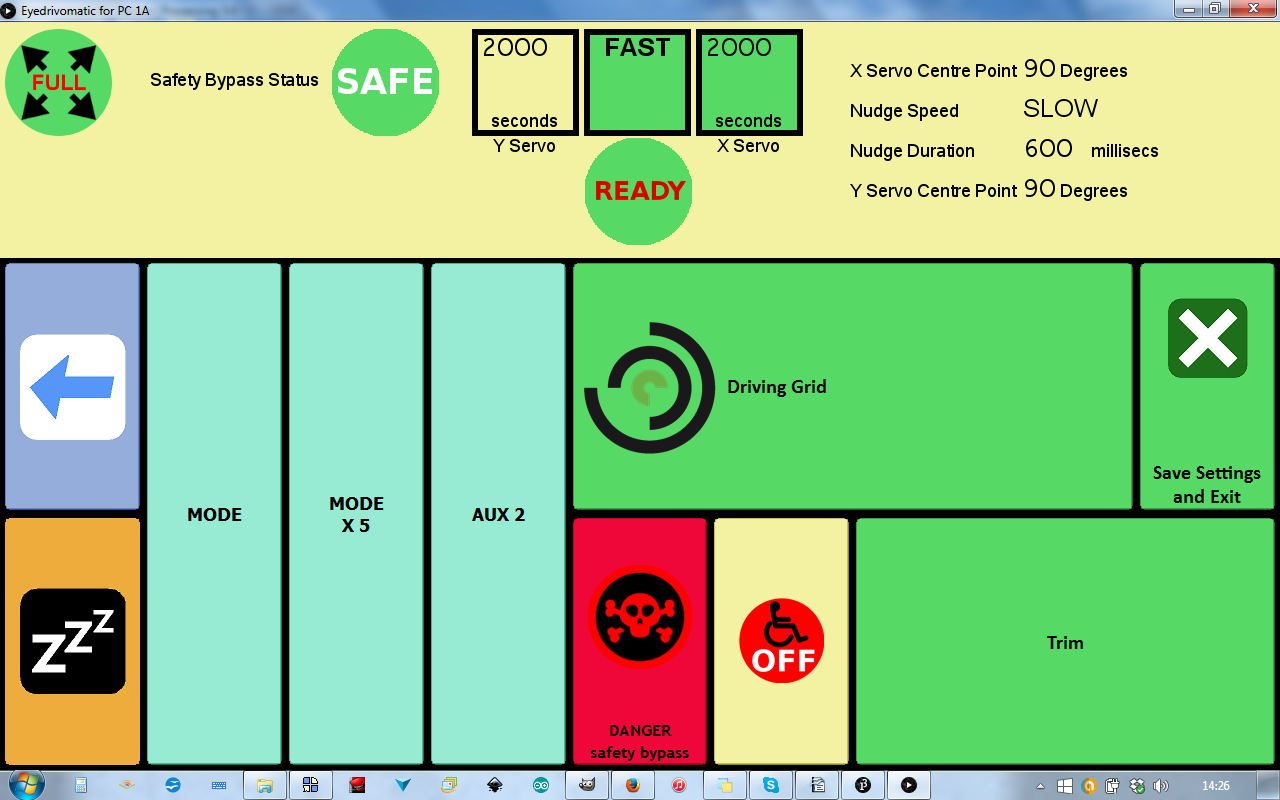 Eyedrivomatic for PC 1A
FULL
Safety Bypass Status
SAFE
2000
seconds
Y Servo
FAST
2000
seconds
X Servo
READY
X Servo Centre Point 90 Degrees
Nudge Speed SLOW
Nudge Duration 600 millisecs
Y Servo Centre Point 90 Degrees
MODE
MODE
X 5
AUX 2
Driving Grid
Save Settings
and Exit
zzz
DANGER
safety bypass
OFF
Trim
14:26